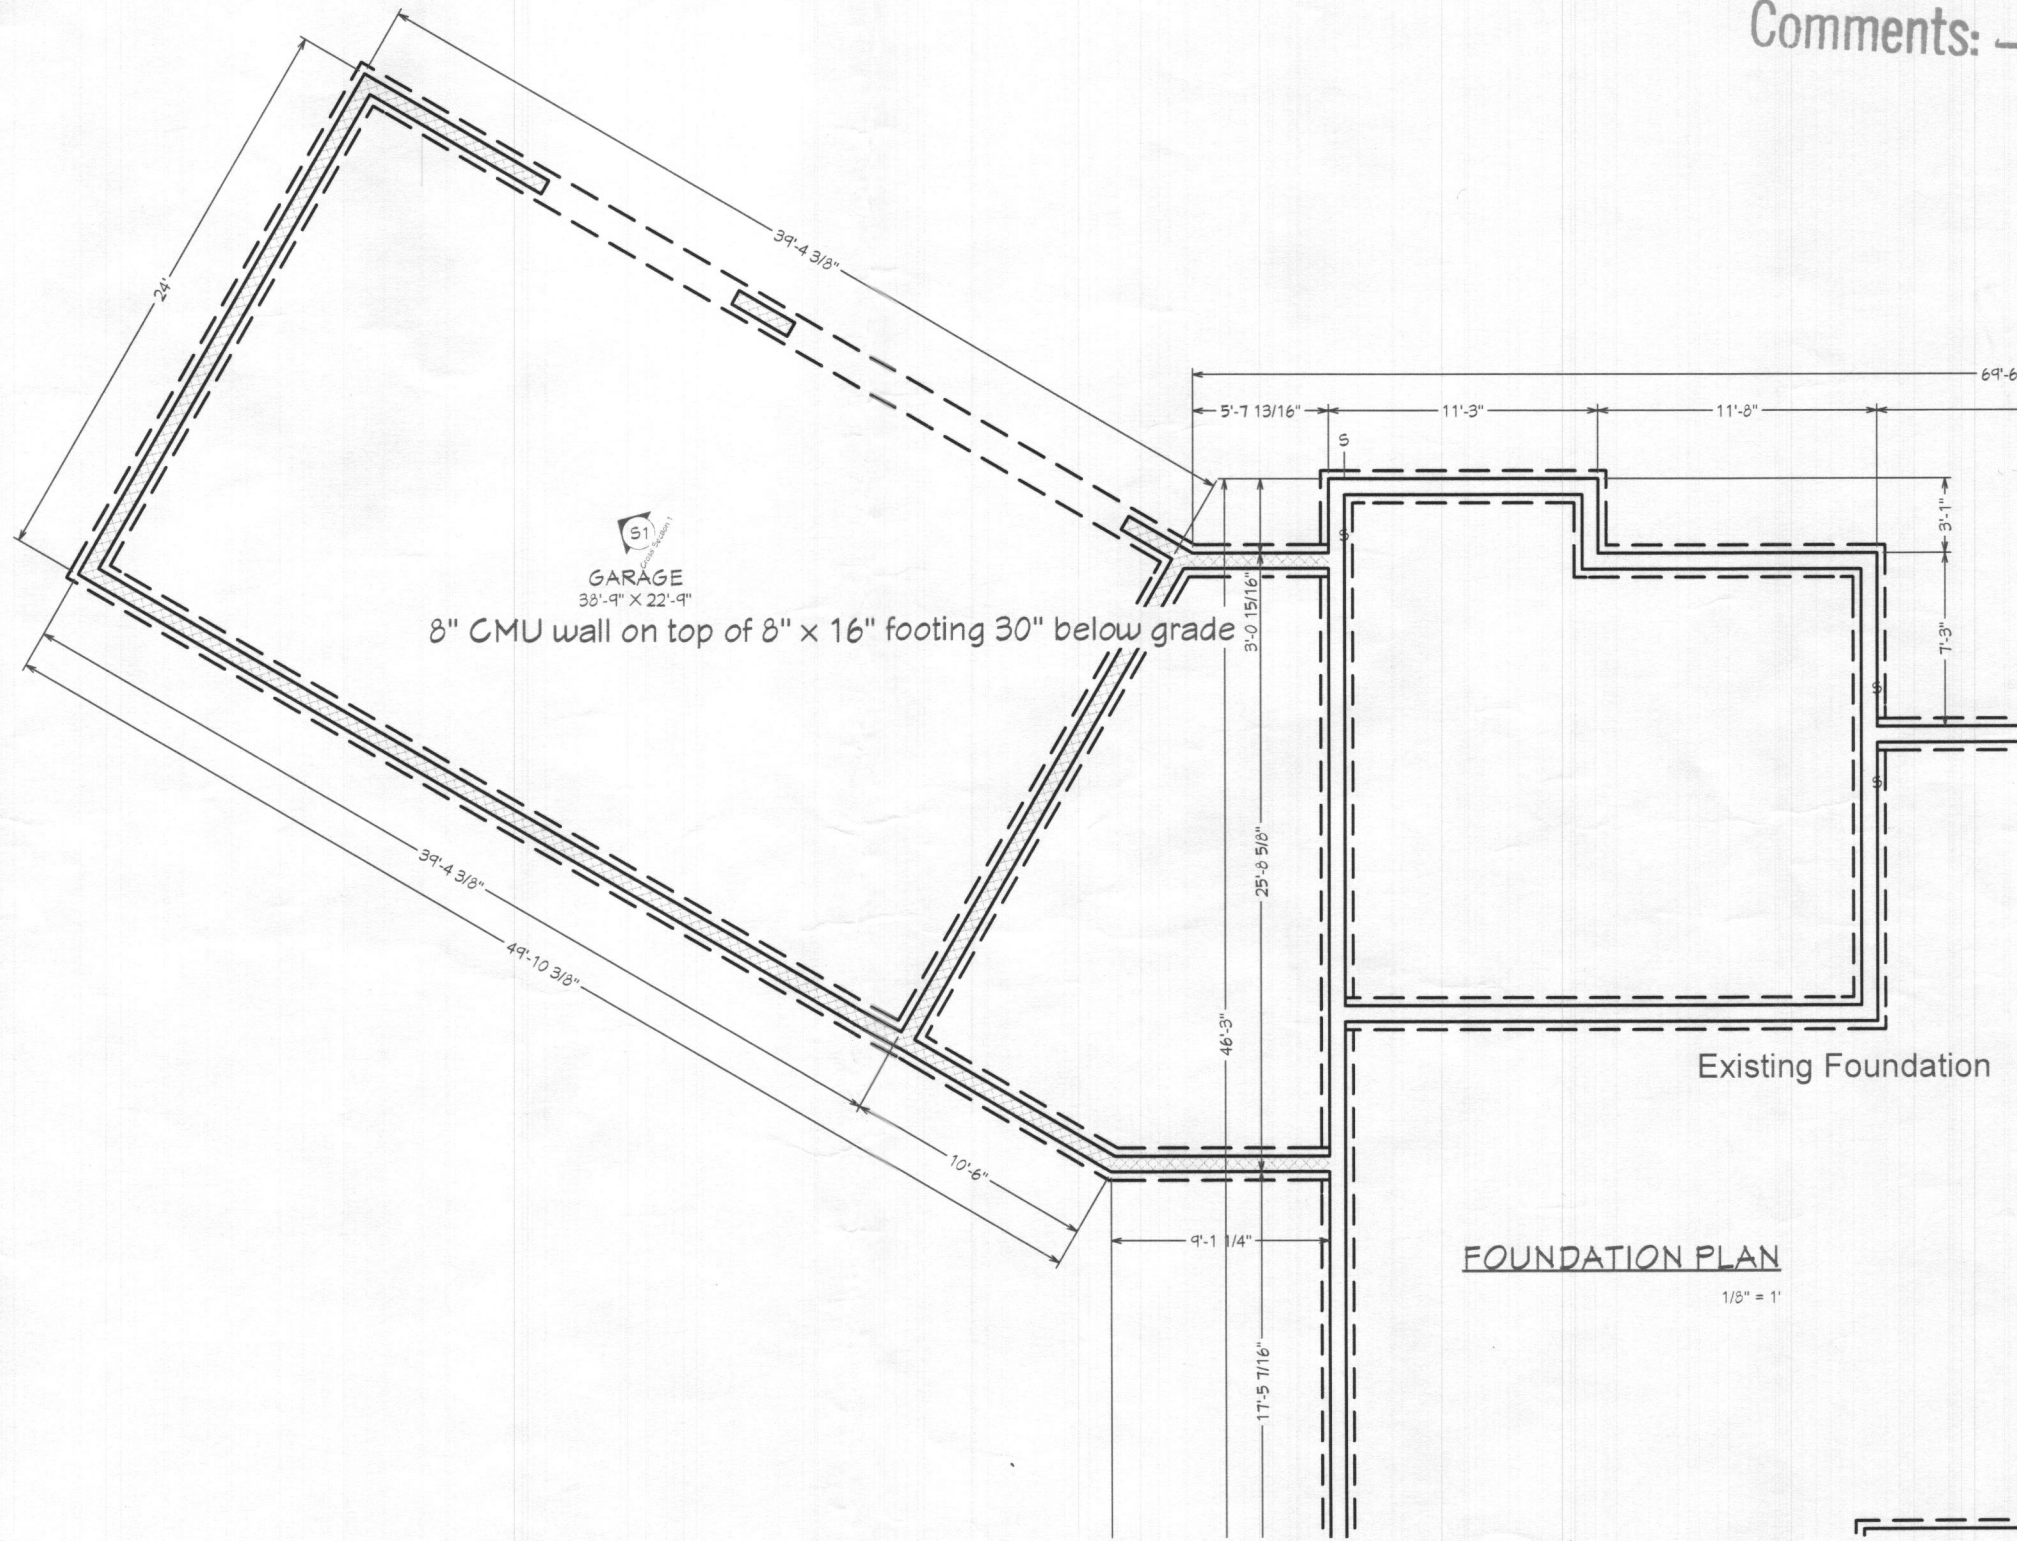 Comments:
39'-4 3/8"
24'
69'-6
5'-7 13/16"
11'-3"
11'-8"
S
S
3'-1"
S1
Cross Section 1
GARAGE
38'-9" X 22'-9"
8" CMU wall on top of 8" x 16" footing 30" below grade
3'-0 15/16"
7'-3"
S
S
39'-4 3/8"
25'-8 5/8"
49'-10 3/8"
46'-3"
Existing Foundation
10'-6"
9'-1 1/4"
FOUNDATION PLAN
1/8" = 1'
17'-5 7/16"